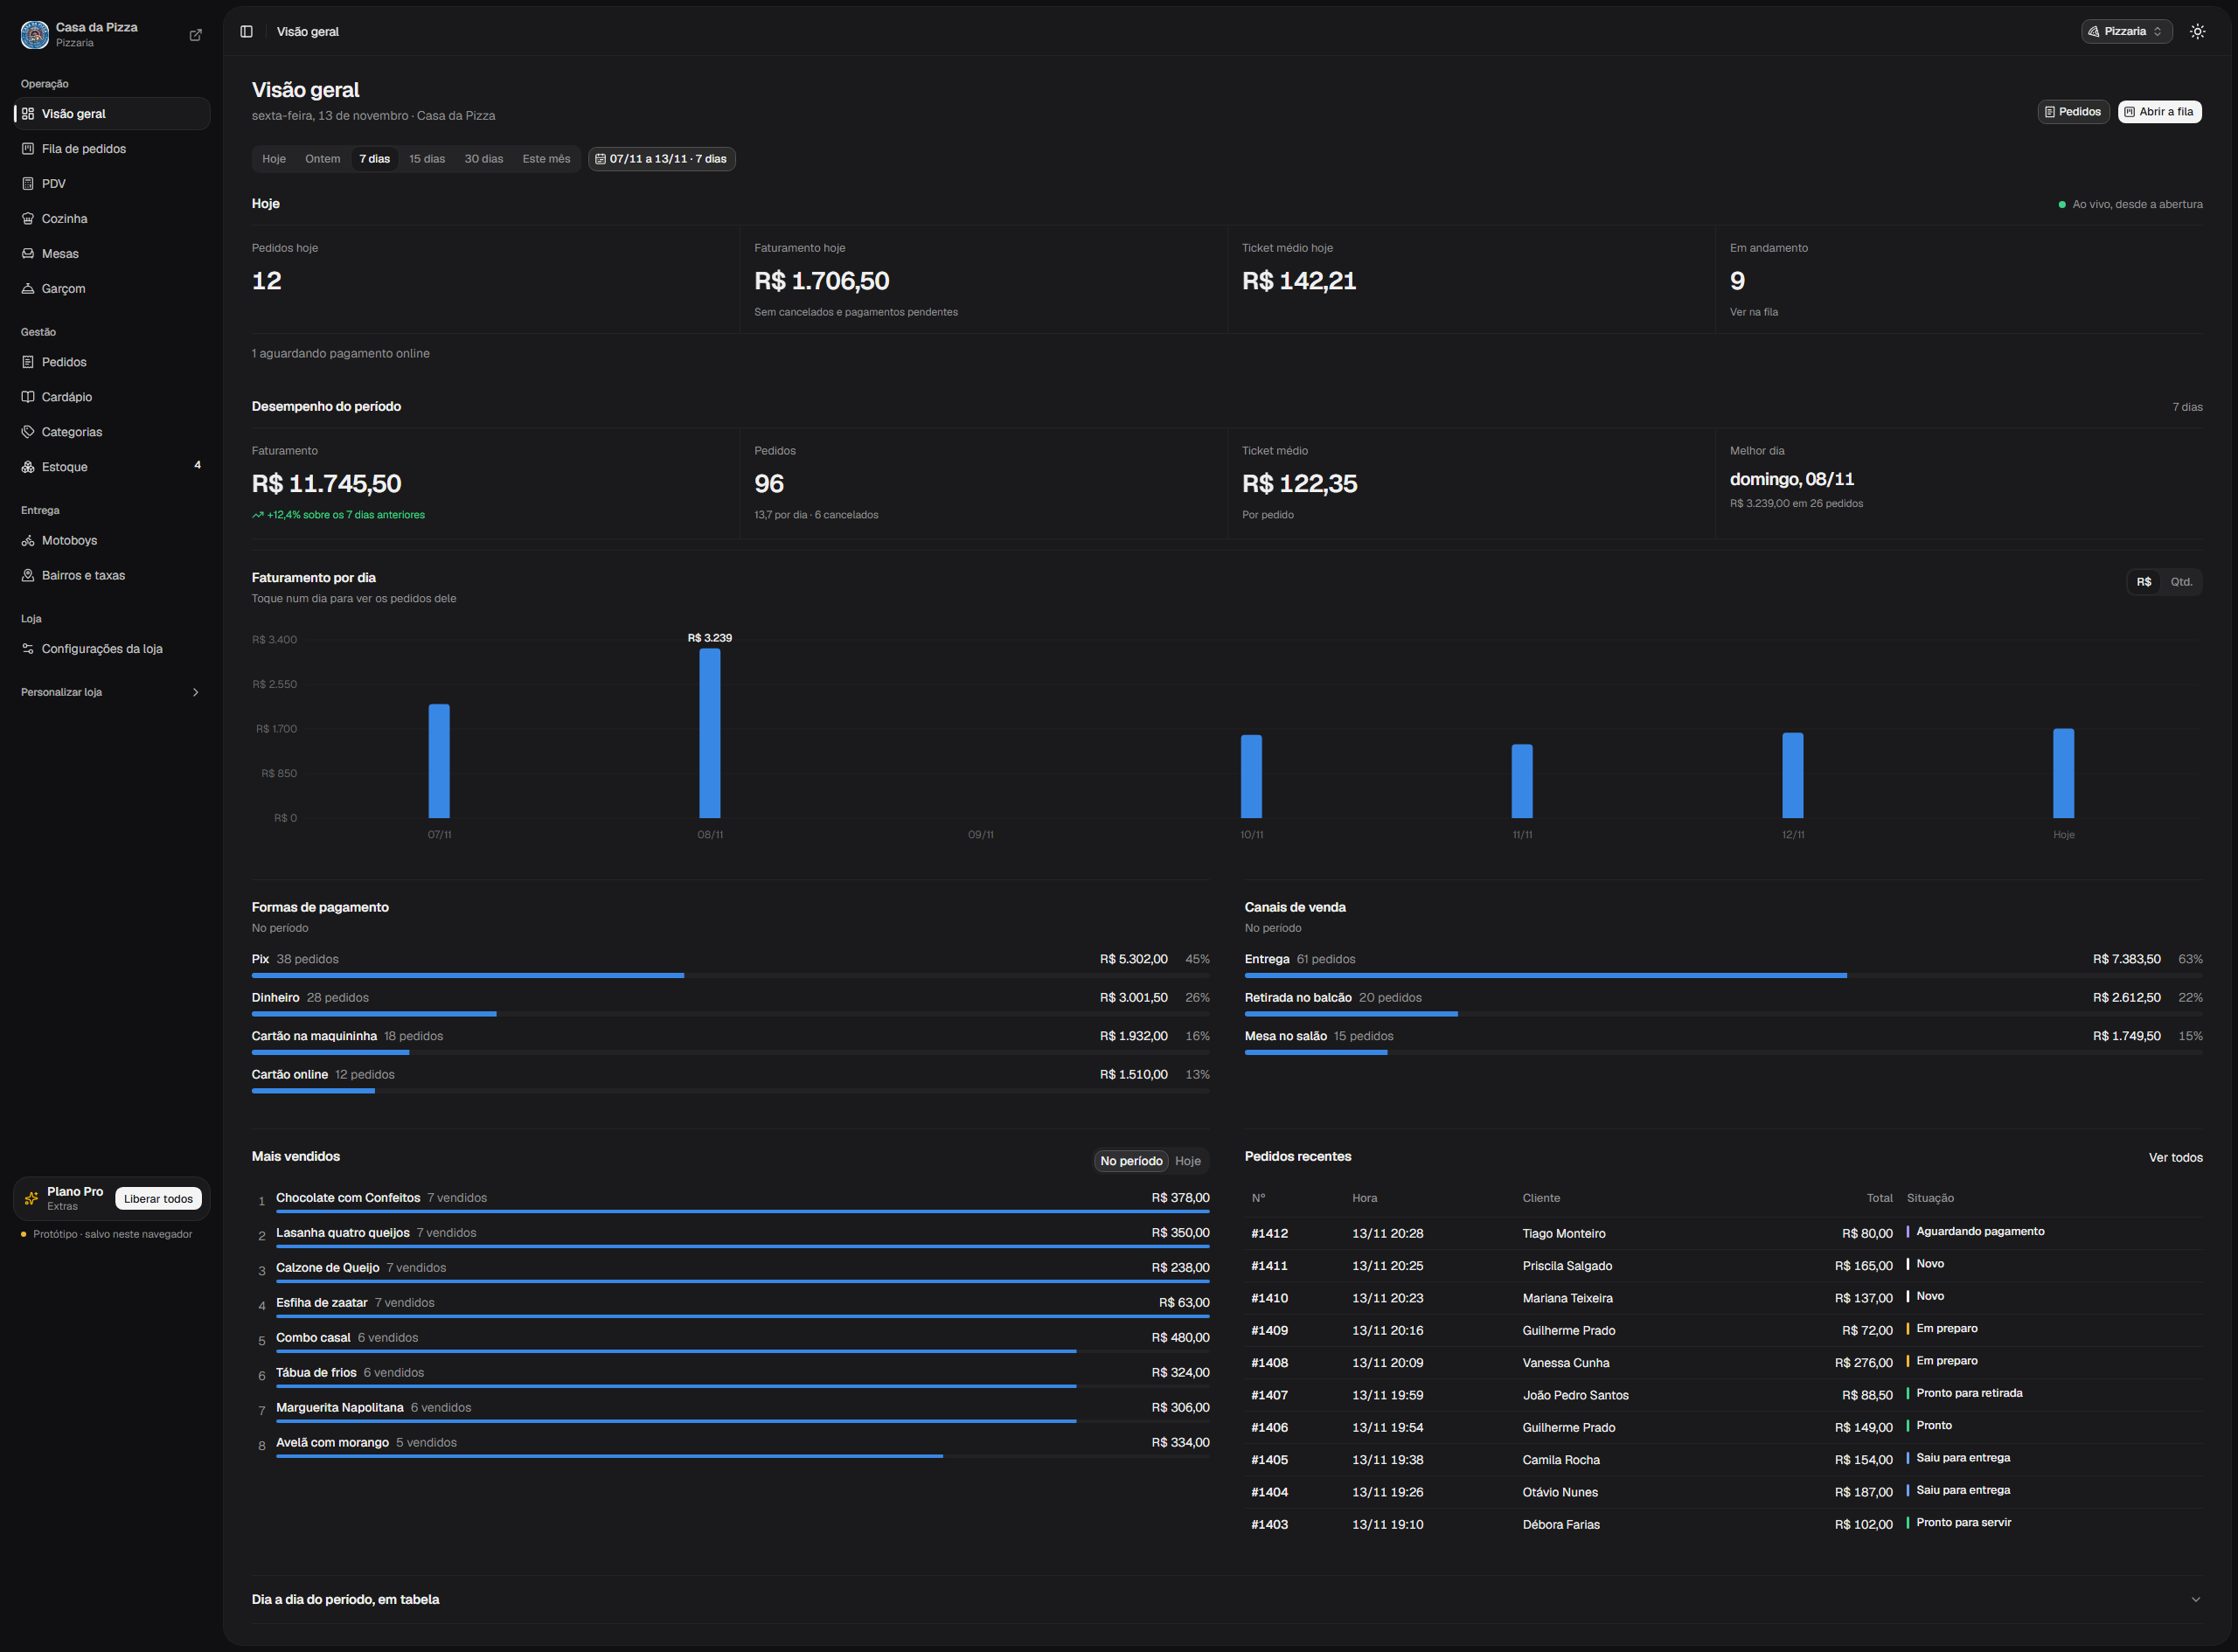 Casa da Pizza
Pizzaria
Operação
Visão geral
Fila de pedidos
PDV
Cozinha
Mesas
Garçom
Gestão
Pedidos
Cardápio
Categorias
Estoque 4
Entrega
Motoboys
Bairros e taxas
Loja
Configurações da loja
Personalizar loja
Plano Pro
Extras
Liberar todos
Protótipo · salvo neste navegador
Visão geral
Pizzaria
Visão geral
sexta-feira, 13 de novembro · Casa da Pizza
Pedidos
Abrir a fila
Hoje Ontem 7 dias 15 dias 30 dias Este mês 07/11 a 13/11 · 7 dias
Hoje
Ao vivo, desde a abertura
Pedidos hoje
12
Faturamento hoje
R$ 1.706,50
Sem cancelados e pagamentos pendentes
Ticket médio hoje
R$ 142,21
Em andamento
9
Ver na fila
1 aguardando pagamento online
Desempenho do período
7 dias
Faturamento
R$ 11.745,50
+12,4% sobre os 7 dias anteriores
Pedidos
96
13,7 por dia · 6 cancelados
Ticket médio
R$ 122,35
Por pedido
Melhor dia
domingo, 08/11
R$ 3.239,00 em 26 pedidos
Faturamento por dia
Toque num dia para ver os pedidos dele
R$ Qtd.
R$ 3.400
R$ 2.550
R$ 1.700
R$ 850
R$ 0
R$ 3.239
07/11 08/11 09/11 10/11 11/11 12/11 Hoje
Formas de pagamento
No período
Pix 38 pedidos R$ 5.302,00 45%
Dinheiro 28 pedidos R$ 3.001,50 26%
Cartão na maquininha 18 pedidos R$ 1.932,00 16%
Cartão online 12 pedidos R$ 1.510,00 13%
Canais de venda
No período
Entrega 61 pedidos R$ 7.383,50 63%
Retirada no balcão 20 pedidos R$ 2.612,50 22%
Mesa no salão 15 pedidos R$ 1.749,50 15%
Mais vendidos
No período Hoje
1 Chocolate com Confeitos 7 vendidos R$ 378,00
2 Lasanha quatro queijos 7 vendidos R$ 350,00
3 Calzone de Queijo 7 vendidos R$ 238,00
4 Esfiha de zaatar 7 vendidos R$ 63,00
5 Combo casal 6 vendidos R$ 480,00
6 Tábua de frios 6 vendidos R$ 324,00
7 Marguerita Napolitana 6 vendidos R$ 306,00
8 Avelã com morango 5 vendidos R$ 334,00
Pedidos recentes
Ver todos
Nº Hora Cliente Total Situação
#1412 13/11 20:28 Tiago Monteiro R$ 80,00 Aguardando pagamento
#1411 13/11 20:25 Priscila Salgado R$ 165,00 Novo
#1410 13/11 20:23 Mariana Teixeira R$ 137,00 Novo
#1409 13/11 20:16 Guilherme Prado R$ 72,00 Em preparo
#1408 13/11 20:09 Vanessa Cunha R$ 276,00 Em preparo
#1407 13/11 19:59 João Pedro Santos R$ 88,50 Pronto para retirada
#1406 13/11 19:54 Guilherme Prado R$ 149,00 Pronto
#1405 13/11 19:38 Camila Rocha R$ 154,00 Saiu para entrega
#1404 13/11 19:26 Otávio Nunes R$ 187,00 Saiu para entrega
#1403 13/11 19:10 Débora Farias R$ 102,00 Pronto para servir
Dia a dia do período, em tabela